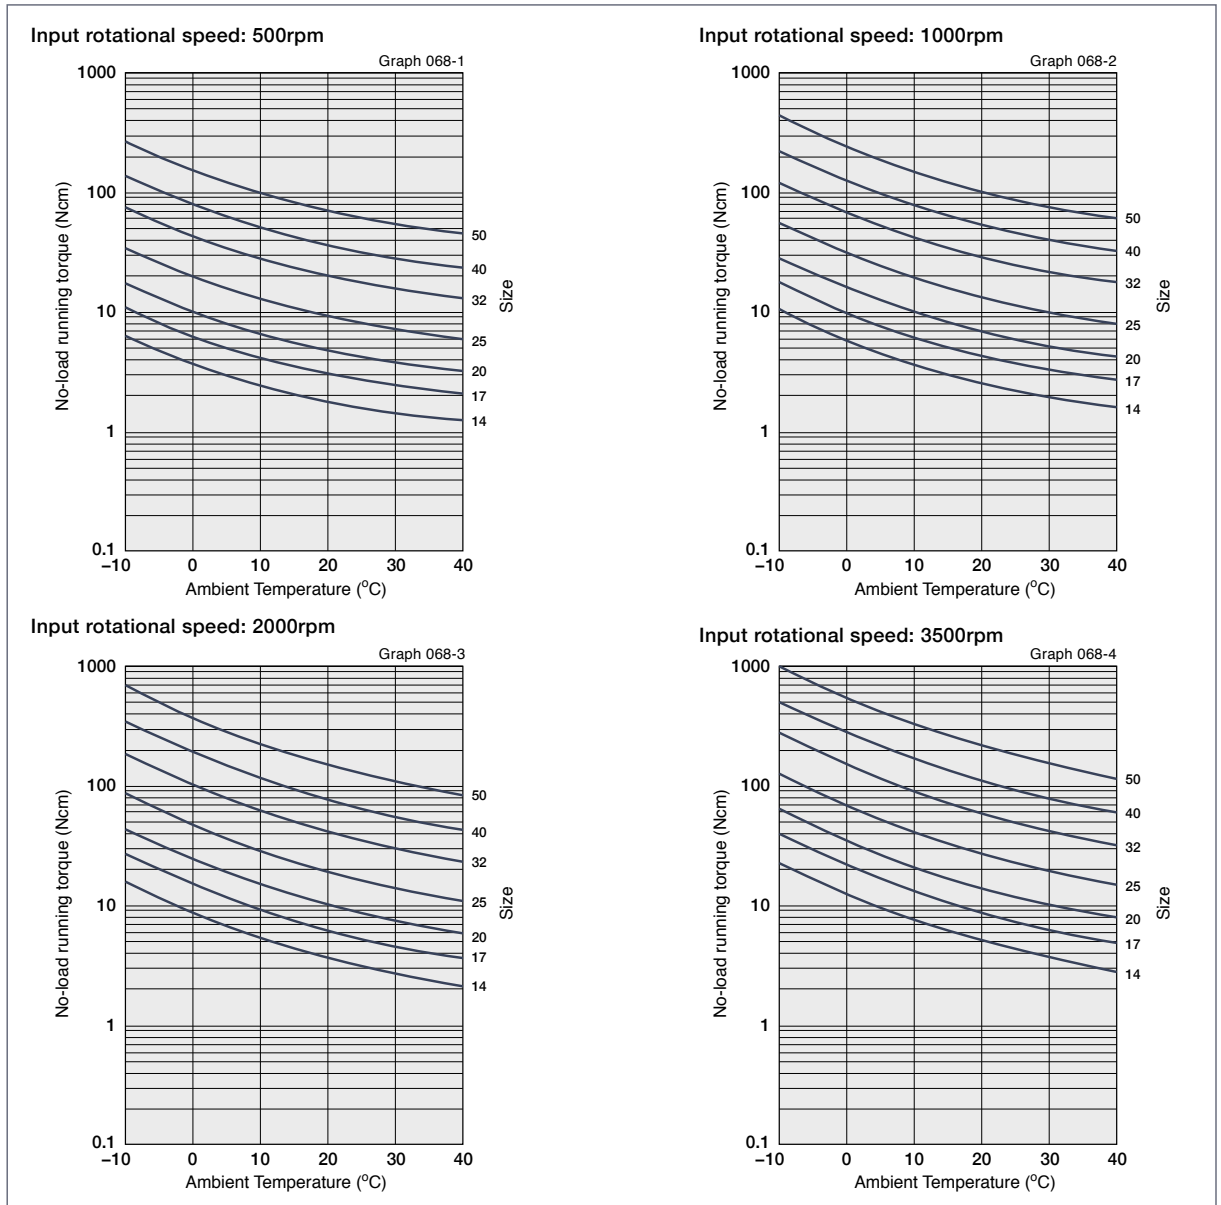 Input rotational speed: 500rpm
Graph 068-1
1000
100
10
1
0.1
No-load running torque (Ncm)
50
40
32
25
20
17
14
Size
–10 0 10 20 30 40
Ambient Temperature (°C)
Input rotational speed: 1000rpm
Graph 068-2
1000
100
10
1
0.1
No-load running torque (Ncm)
50
40
32
25
20
17
14
Size
–10 0 10 20 30 40
Ambient Temperature (°C)
Input rotational speed: 2000rpm
Graph 068-3
1000
100
10
1
0.1
No-load running torque (Ncm)
50
40
32
25
20
17
14
Size
–10 0 10 20 30 40
Ambient Temperature (°C)
Input rotational speed: 3500rpm
Graph 068-4
1000
100
10
1
0.1
No-load running torque (Ncm)
50
40
32
25
20
17
14
Size
–10 0 10 20 30 40
Ambient Temperature (°C)